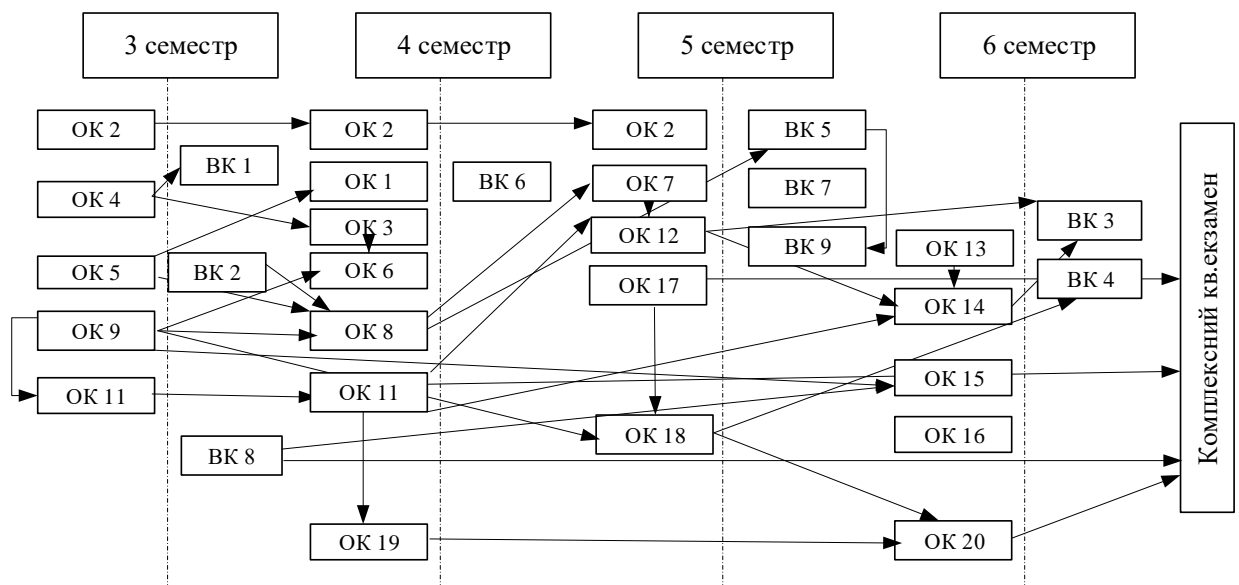 3 семестр
4 семестр
5 семестр
6 семестр
ОК 2
ОК 2
ОК 2
ВК 5
ВК 1
ОК 1
ВК 6
ОК 7
ВК 7
ОК 4
ОК 3
ОК 12
ВК 3
ВК 9
ОК 13
ОК 5
ВК 2
ОК 6
ОК 17
ВК 4
ОК 9
ОК 8
ОК 14
ОК 11
ОК 11
ОК 15
ОК 18
ОК 16
ВК 8
ОК 19
ОК 20
Комплексний кв.екзамен